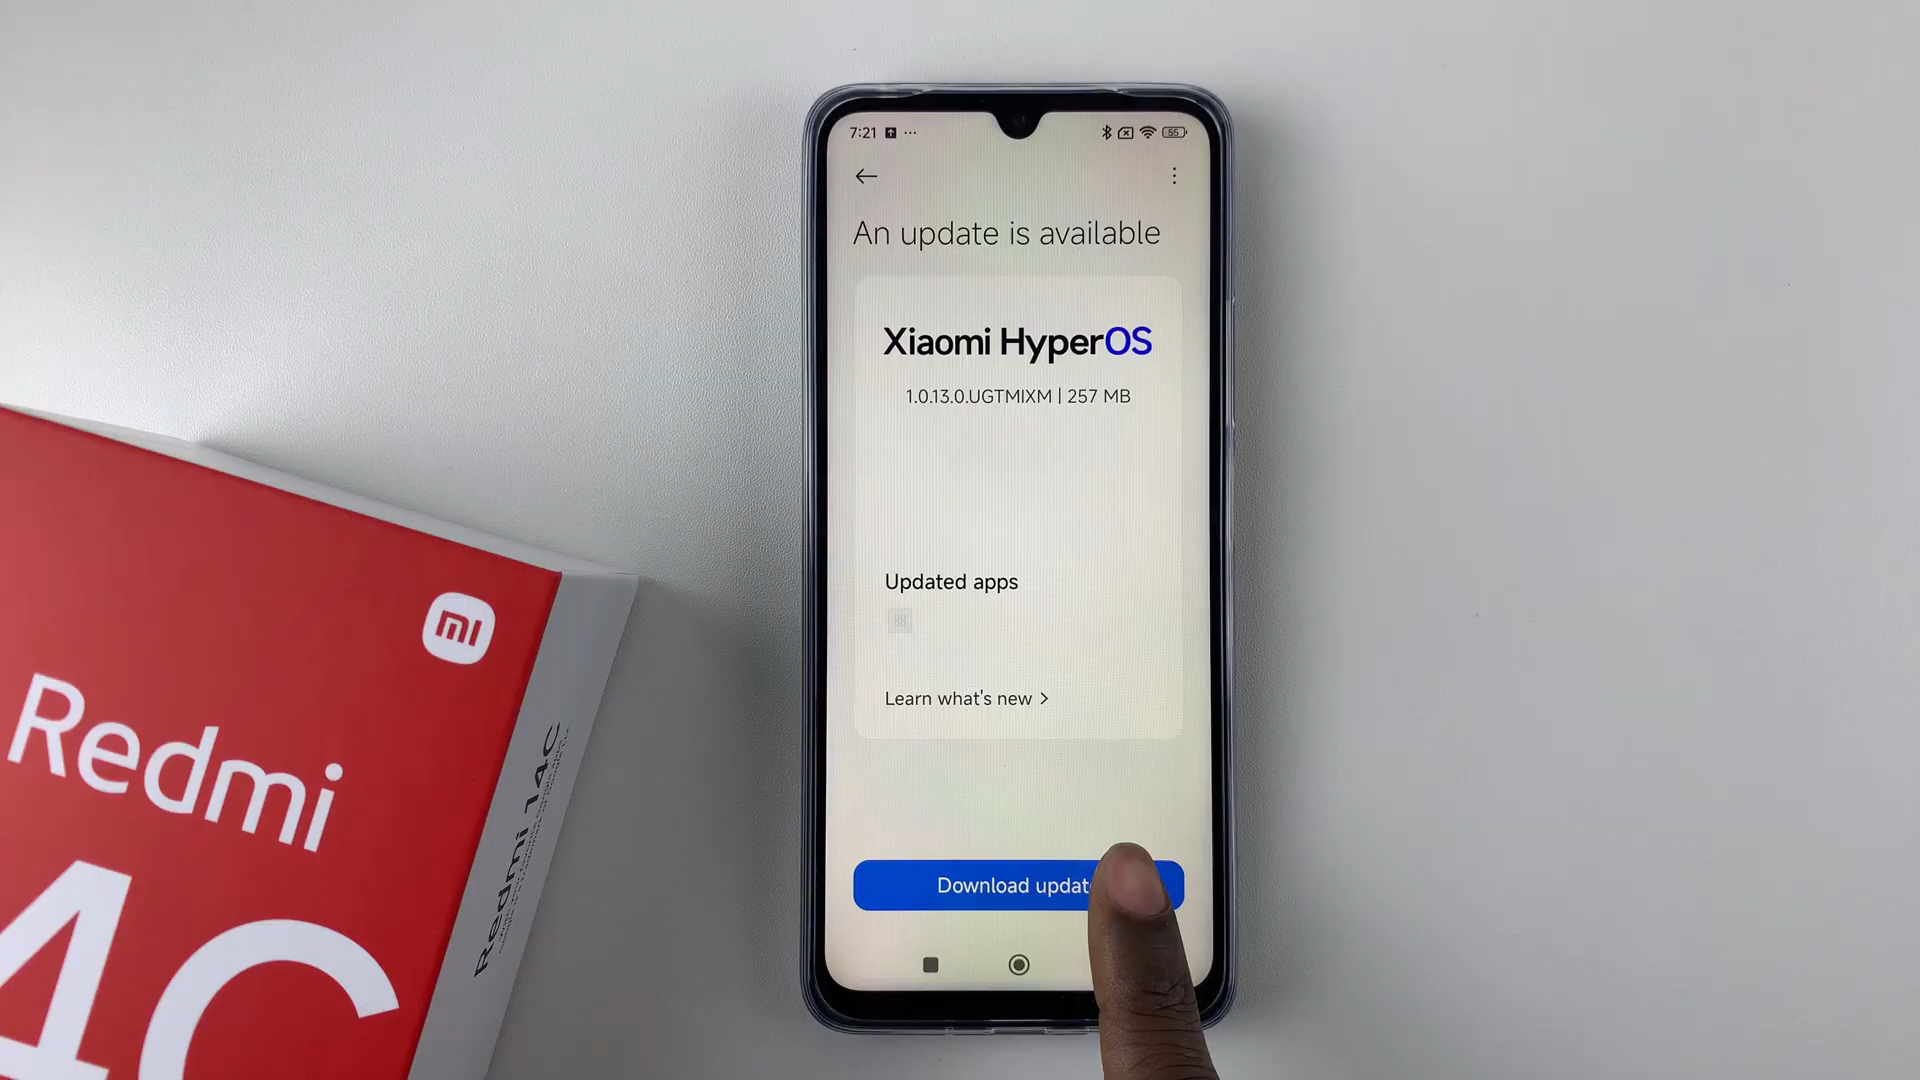 7:21
55
An update is available
Xiaomi HyperOS
1.0.13.0.UGTMIXM | 257 MB
Updated apps
Learn what's new >
Download updat
mi
Redmi
4C
Redmi 14C